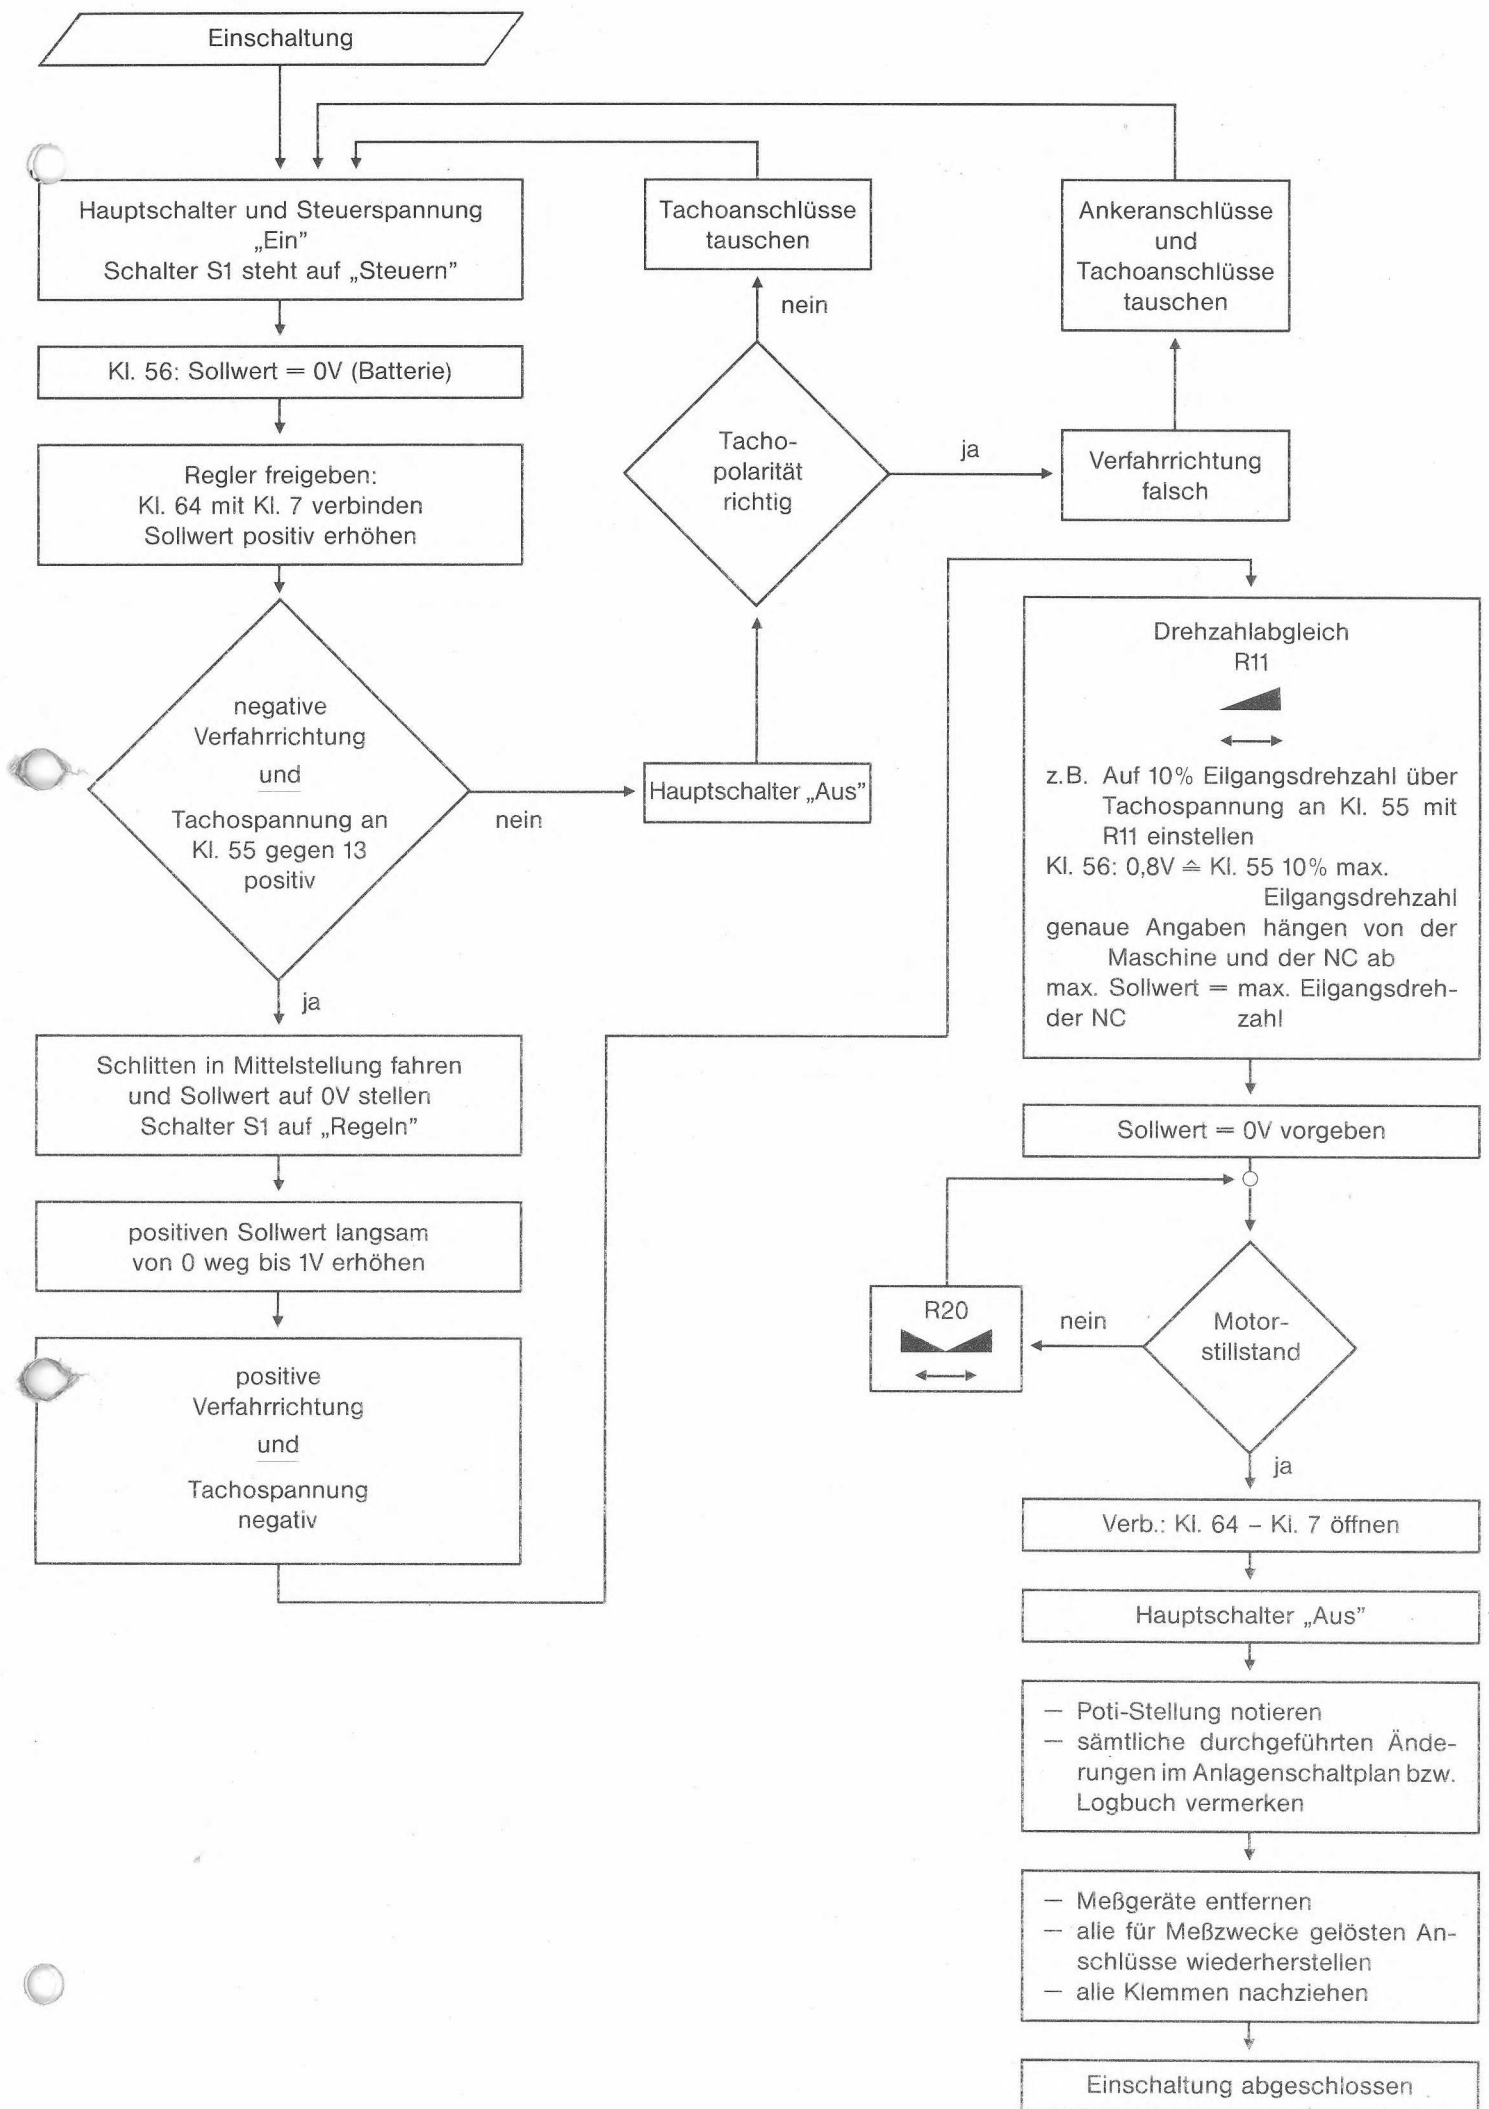 Einschaltung
Hauptschalter und Steuerspannung
„Ein”
Schalter S1 steht auf „Steuern”
Kl. 56: Sollwert = 0V (Batterie)
Regler freigeben:
Kl. 64 mit Kl. 7 verbinden
Sollwert positiv erhöhen
negative
Verfahrrichtung
und
Tachospannung an
Kl. 55 gegen 13
positiv
nein
ja
Hauptschalter „Aus”
Tacho-
polarität
richtig
nein
ja
Tachoanschlüsse
tauschen
Verfahrrichtung
falsch
Ankeranschlüsse
und
Tachoanschlüsse
tauschen
Schlitten in Mittelstellung fahren
und Sollwert auf 0V stellen
Schalter S1 auf „Regeln”
positiven Sollwert langsam
von 0 weg bis 1V erhöhen
positive
Verfahrrichtung
und
Tachospannung
negativ
Drehzahlabgleich
R11
z.B. Auf 10% Eilgangsdrehzahl über
Tachospannung an Kl. 55 mit
R11 einstellen
Kl. 56: 0,8V ≙ Kl. 55 10% max.
Eilgangsdrehzahl
genaue Angaben hängen von der
Maschine und der NC ab
max. Sollwert = max. Eilgangsdreh-
der NC zahl
Sollwert = 0V vorgeben
Motor-
stillstand
nein
R20
ja
Verb.: Kl. 64 – Kl. 7 öffnen
Hauptschalter „Aus”
— Poti-Stellung notieren
— sämtliche durchgeführten Ände-
rungen im Anlagenschaltplan bzw.
Logbuch vermerken
— Meßgeräte entfernen
— alle für Meßzwecke gelösten An-
schlüsse wiederherstellen
— alle Klemmen nachziehen
Einschaltung abgeschlossen